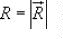 R = |R⃗|